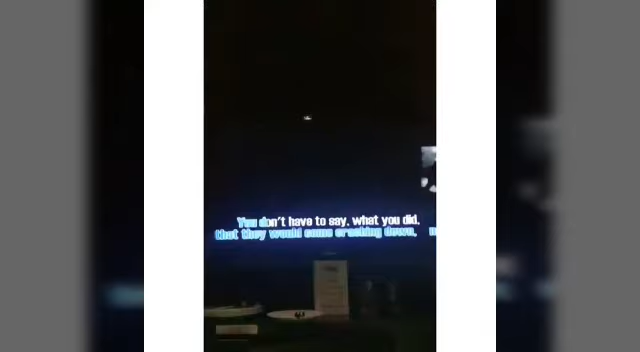 You don't have to say, what you did,
that they would come crashing down,